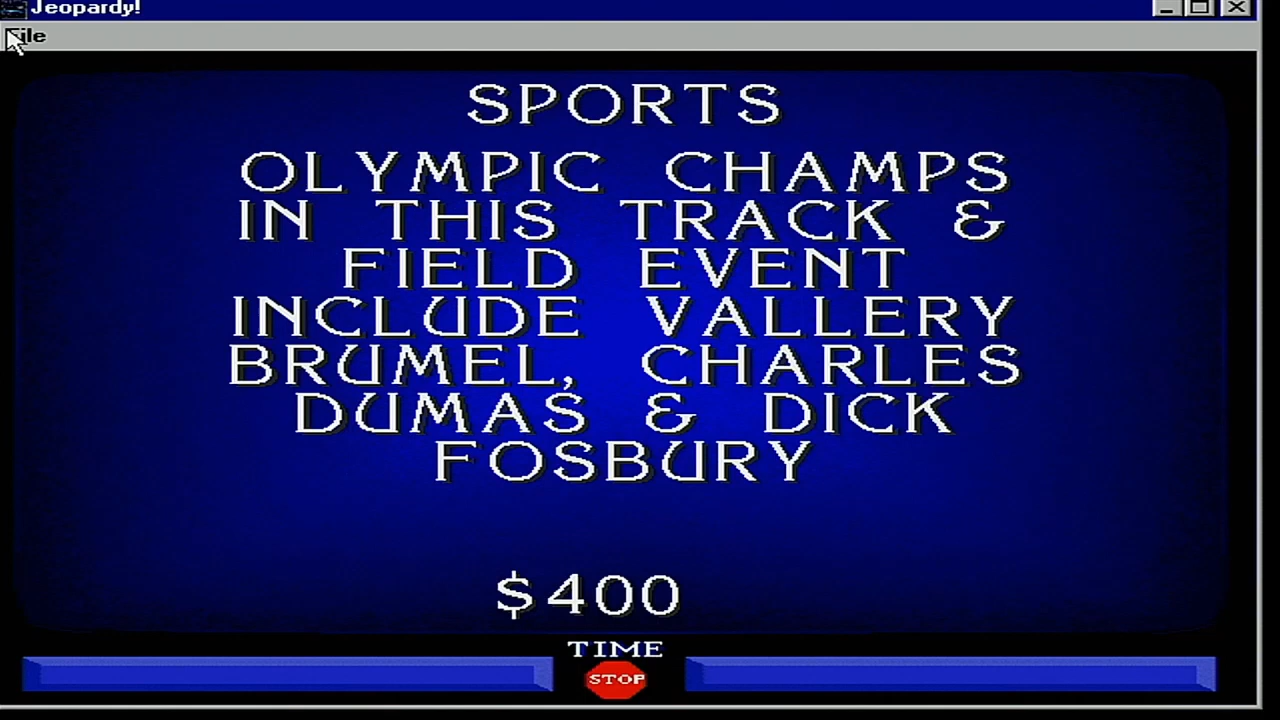 Jeopardy!
File
SPORTS
OLYMPIC CHAMPS
IN THIS TRACK &
FIELD EVENT
INCLUDE VALLERY
BRUMEL, CHARLES
DUMAS & DICK
FOSBURY
$400
TIME
STOP